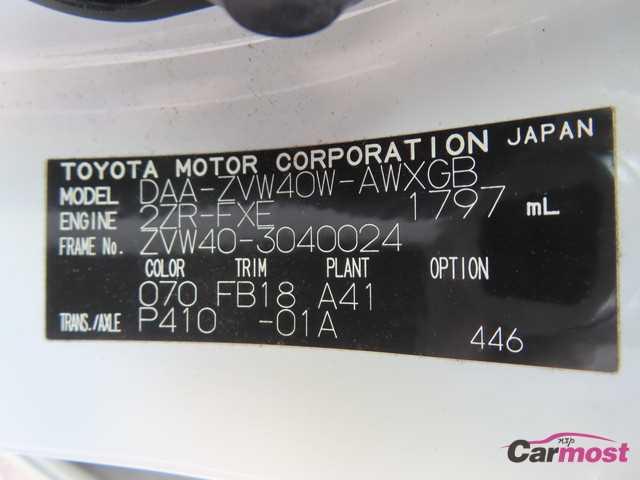 TOYOTA MOTOR CORPORATION JAPAN
MODEL DAA-ZVW40W-AWXGB
ENGINE 2ZR-FXE 1797 mL
FRAME No. ZVW40-3040024
COLOR TRIM PLANT OPTION
070 FB18 A41
TRANS./AXLE P410 -01A
446
Carmost